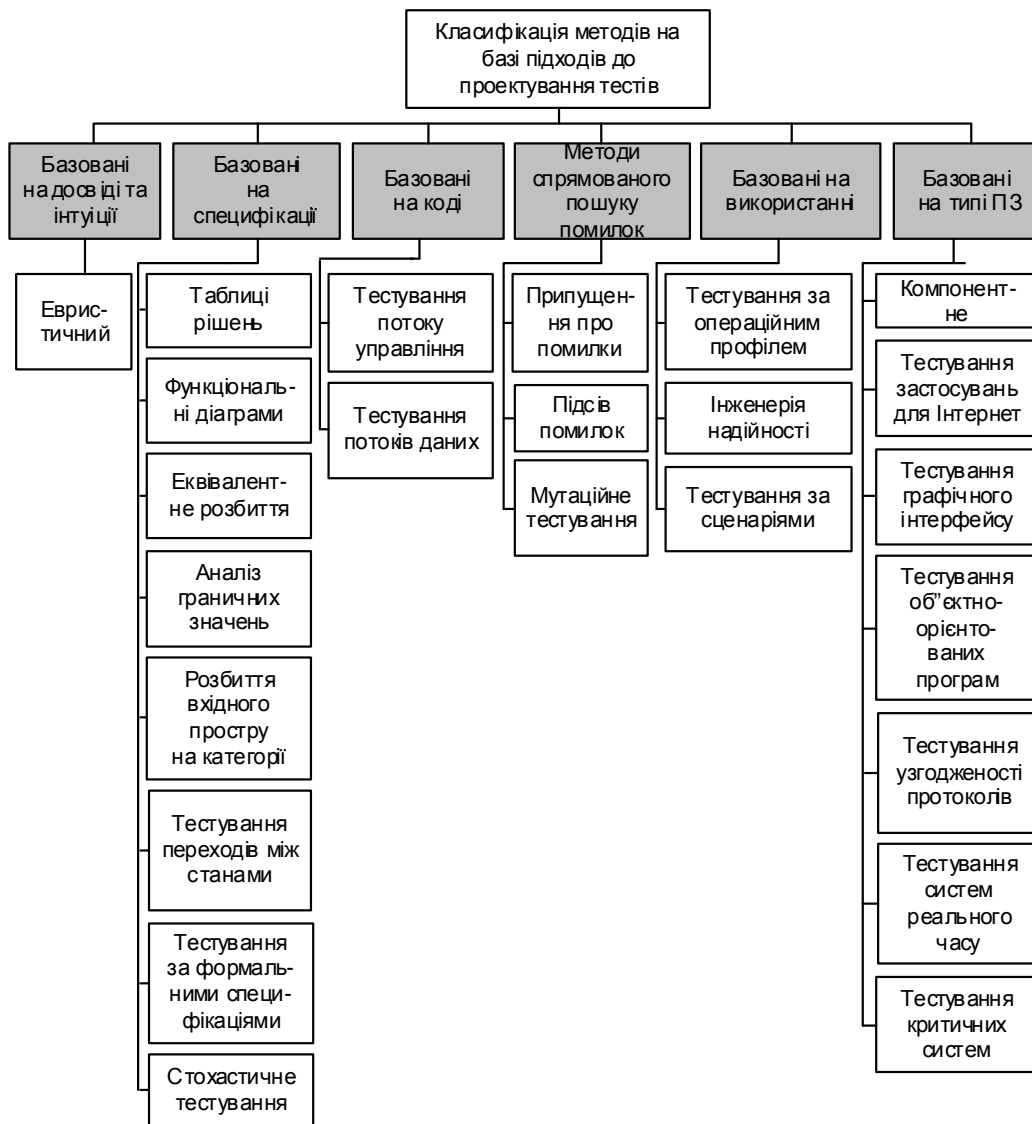 Класифікація методів на
базі підходів до
проектування тестів
Базовані
на досвіді та
інтуіції
Базовані
на
специфікації
Базовані
на коді
Методи
спрямованого
пошуку
помилок
Базовані на
використанні
Базовані
на типі ПЗ
Еврис-
тичний
Таблиці
рішень
Функціональ-
ні діаграми
Еквівалент-
не розбиття
Аналіз
граничних
значень
Розбиття
вхідного
простру
на категорії
Тестування
переходів між
станами
Тестування
за формаль-
ними специ-
фікаціями
Стохастичне
тестування
Тестування
потоку
управління
Тестування
потоків даних
Припущен-
ня про
помилки
Підсів
помилок
Мутаційне
тестування
Тестування за
операційним
профілем
Інженерія
надійності
Тестування за
сценаріями
Компонент-
не
Тестування
застосувань
для Інтернет
Тестування
графічного
інтерфейсу
Тестування
об”єктно-
орієнто-
ваних
програм
Тестування
узгодженості
протоколів
Тестування
систем
реального
часу
Тестування
критичних
систем